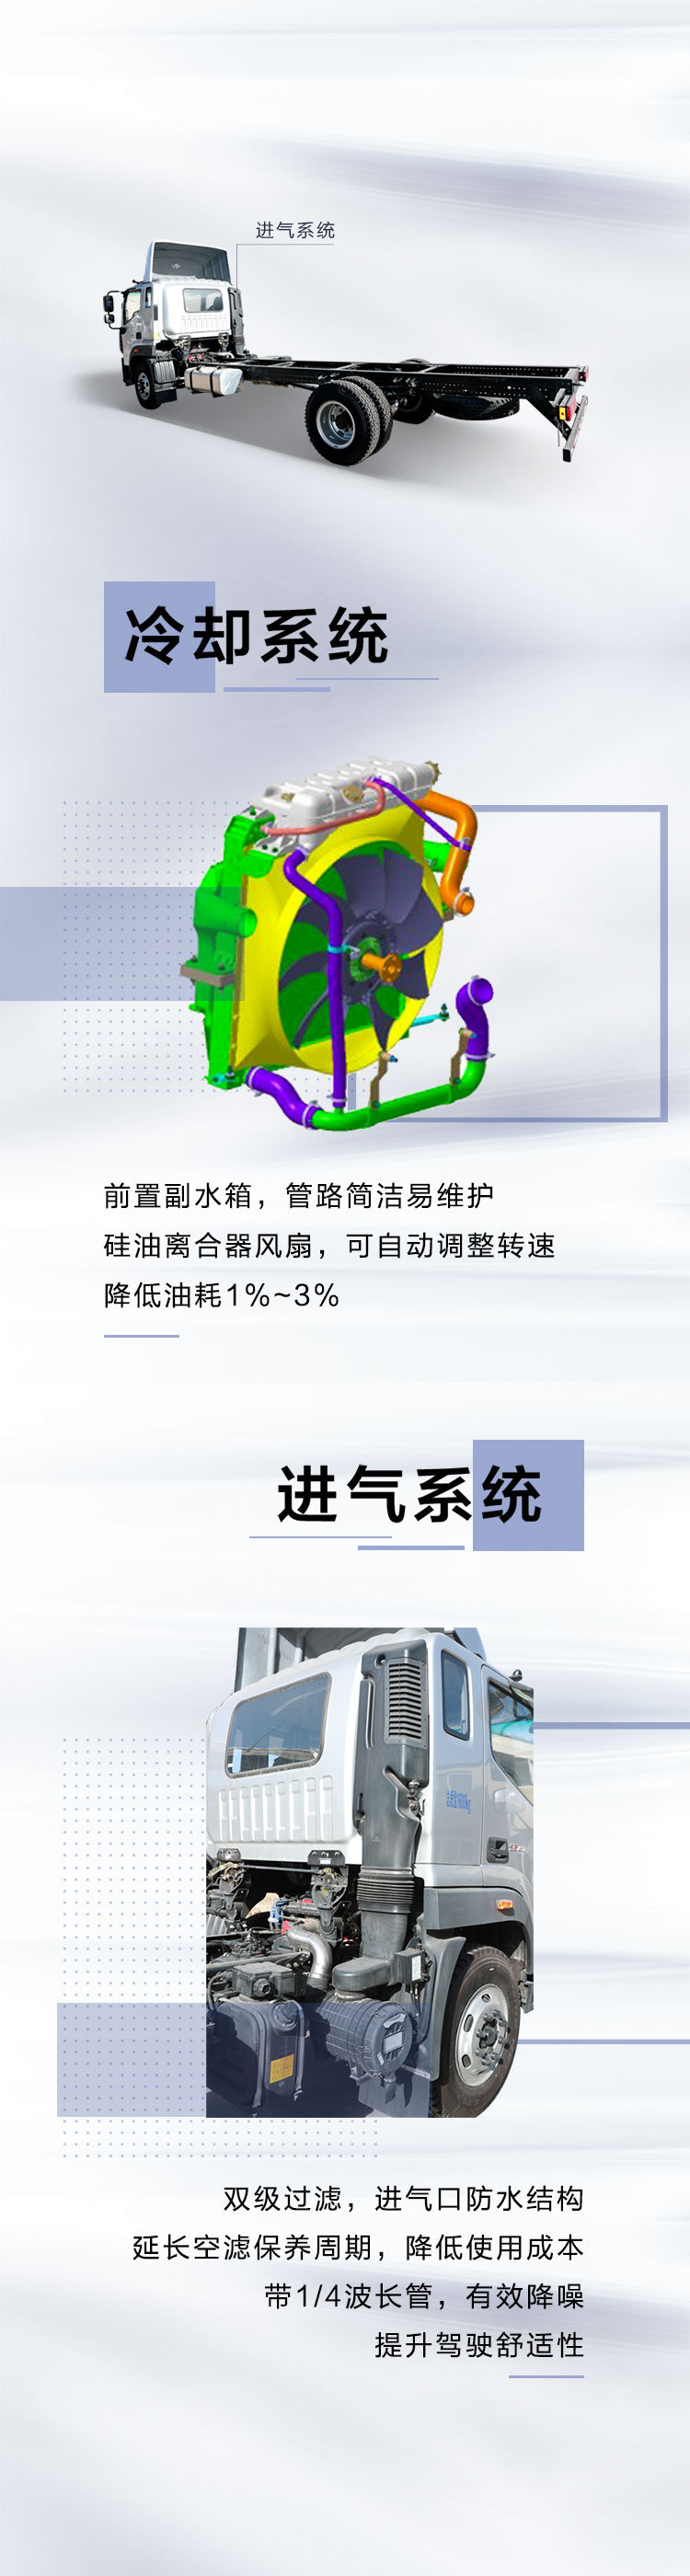 进气系统
冷却系统
前置副水箱，管路简洁易维护
硅油离合器风扇，可自动调整转速
降低油耗1%~3%
进气系统
双级过滤，进气口防水结构
延长空滤保养周期，降低使用成本
带1/4波长管，有效降噪
提升驾驶舒适性